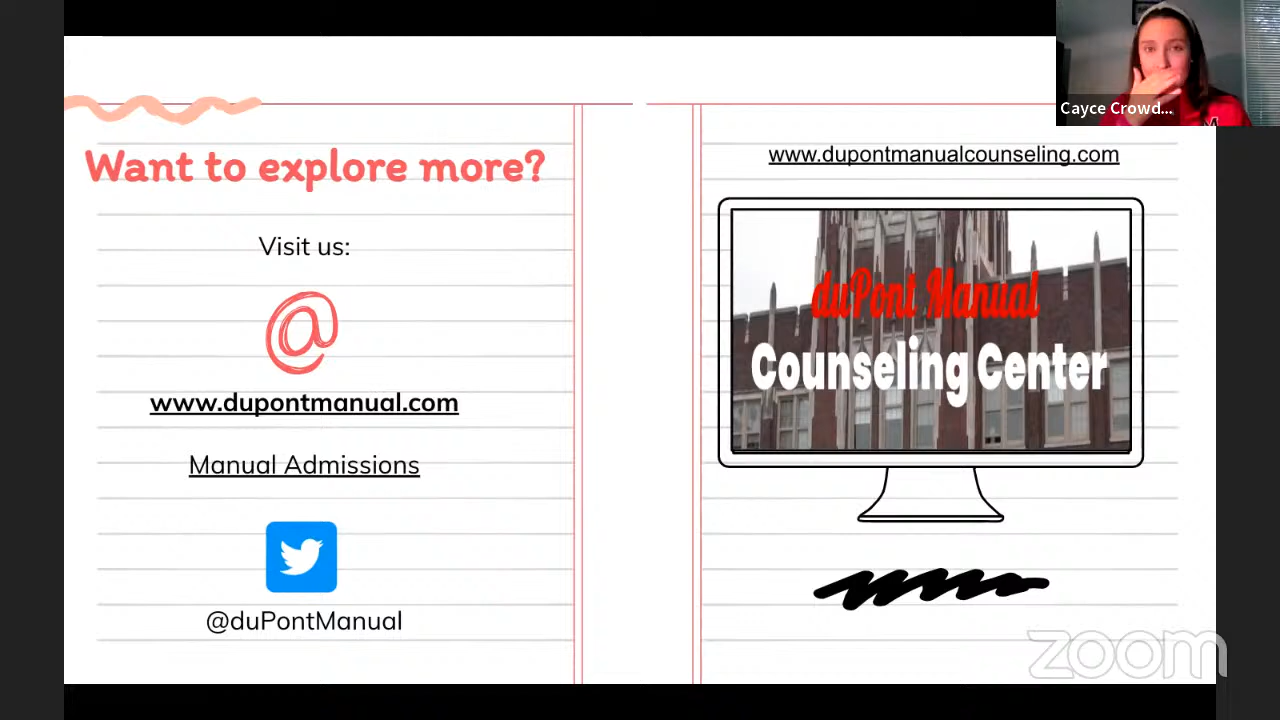 Cayce Crowd...
Want to explore more?
Visit us:
@
www.dupontmanual.com
Manual Admissions
@duPontManual
www.dupontmanualcounseling.com
duPont Manual
Counseling Center
zoom